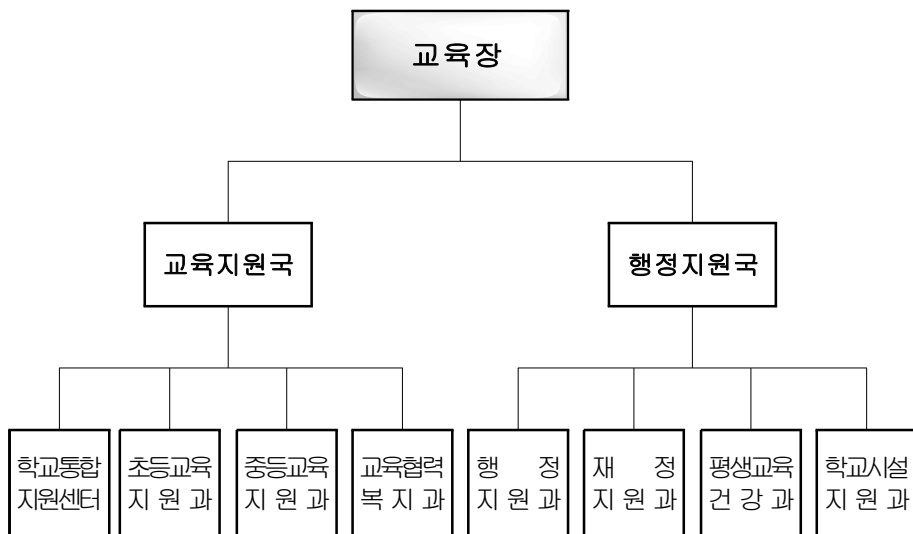 교육장
교육지원국
행정지원국
학교통합
지원센터
초등교육
지 원 과
중등교육
지 원 과
교육협력
복 지 과
행 정
지 원 과
재 정
지 원 과
평생교육
건 강 과
학교시설
지 원 과